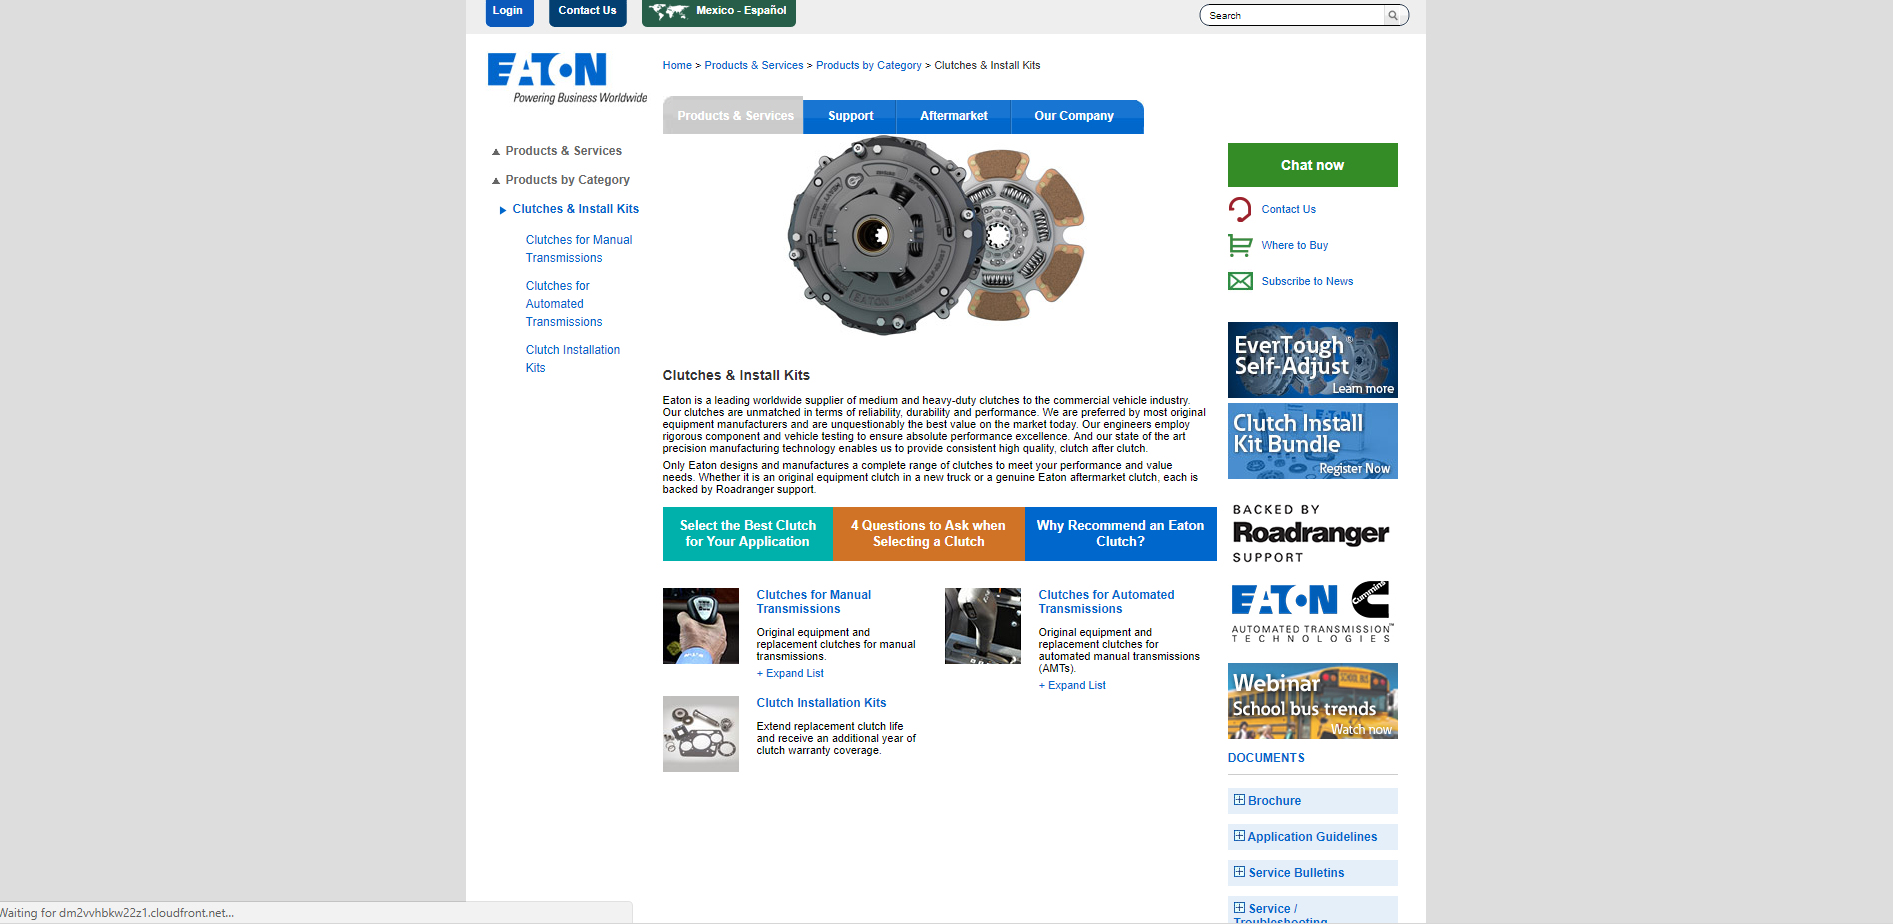 Login
Contact Us
Mexico - Español
Search
EATON
Powering Business Worldwide
Home > Products & Services > Products by Category > Clutches & Install Kits
Products & Services
Support
Aftermarket
Our Company
Products & Services
Products by Category
Clutches & Install Kits
Clutches for Manual
Transmissions
Clutches for
Automated
Transmissions
Clutch Installation
Kits
EATON
Clutches & Install Kits
Eaton is a leading worldwide supplier of medium and heavy-duty clutches to the commercial vehicle industry.
Our clutches are unmatched in terms of reliability, durability and performance. We are preferred by most original
equipment manufacturers and are unquestionably the best value on the market today. Our engineers employ
rigorous component and vehicle testing to ensure absolute performance excellence. And our state of the art
precision manufacturing technology enables us to provide consistent high quality, clutch after clutch.
Only Eaton designs and manufactures a complete range of clutches to meet your performance and value
needs. Whether it is an original equipment clutch in a new truck or a genuine Eaton aftermarket clutch, each is
backed by Roadranger support.
Select the Best Clutch
for Your Application
4 Questions to Ask when
Selecting a Clutch
Why Recommend an Eaton
Clutch?
Clutches for Manual
Transmissions
Original equipment and
replacement clutches for manual
transmissions.
+ Expand List
Clutches for Automated
Transmissions
Original equipment and
replacement clutches for
automated manual transmissions
(AMTs).
+ Expand List
Clutch Installation Kits
Extend replacement clutch life
and receive an additional year of
clutch warranty coverage.
Chat now
Contact Us
Where to Buy
Subscribe to News
EverTough®
Self-Adjust
Learn more
Clutch Install
Kit Bundle
Register Now
BACKED BY
Roadranger
SUPPORT
EATON
Cummins
AUTOMATED TRANSMISSION™
TECHNOLOGIES
SCHOOL BUS
Webinar
School bus trends
Watch now
DOCUMENTS
Brochure
Application Guidelines
Service Bulletins
Service /
Troubleshooting
Waiting for dm2vvhbkw22z1.cloudfront.net...